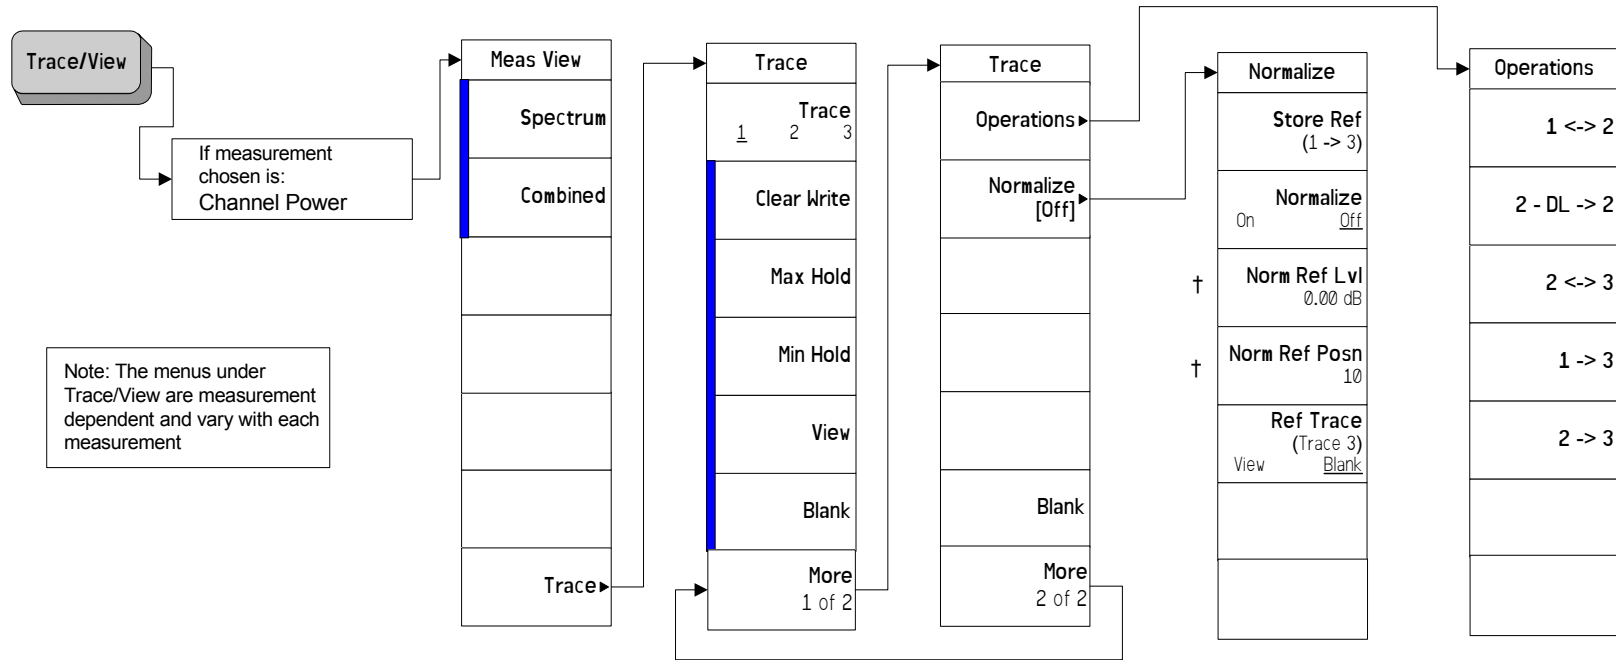 Trace/View
If measurement
chosen is:
Channel Power
Note: The menus under
Trace/View are measurement
dependent and vary with each
measurement
Meas View
Spectrum
Combined
Trace
Trace
Trace
1 2 3
Clear Write
Max Hold
Min Hold
View
Blank
More
1 of 2
Trace
Operations
Normalize
[Off]
Blank
More
2 of 2
Normalize
Store Ref
(1 -> 3)
Normalize
On Off
† Norm Ref Lvl
0.00 dB
† Norm Ref Posn
10
Ref Trace
(Trace 3)
View Blank
Operations
1 <-> 2
2 - DL -> 2
2 <-> 3
1 -> 3
2 -> 3